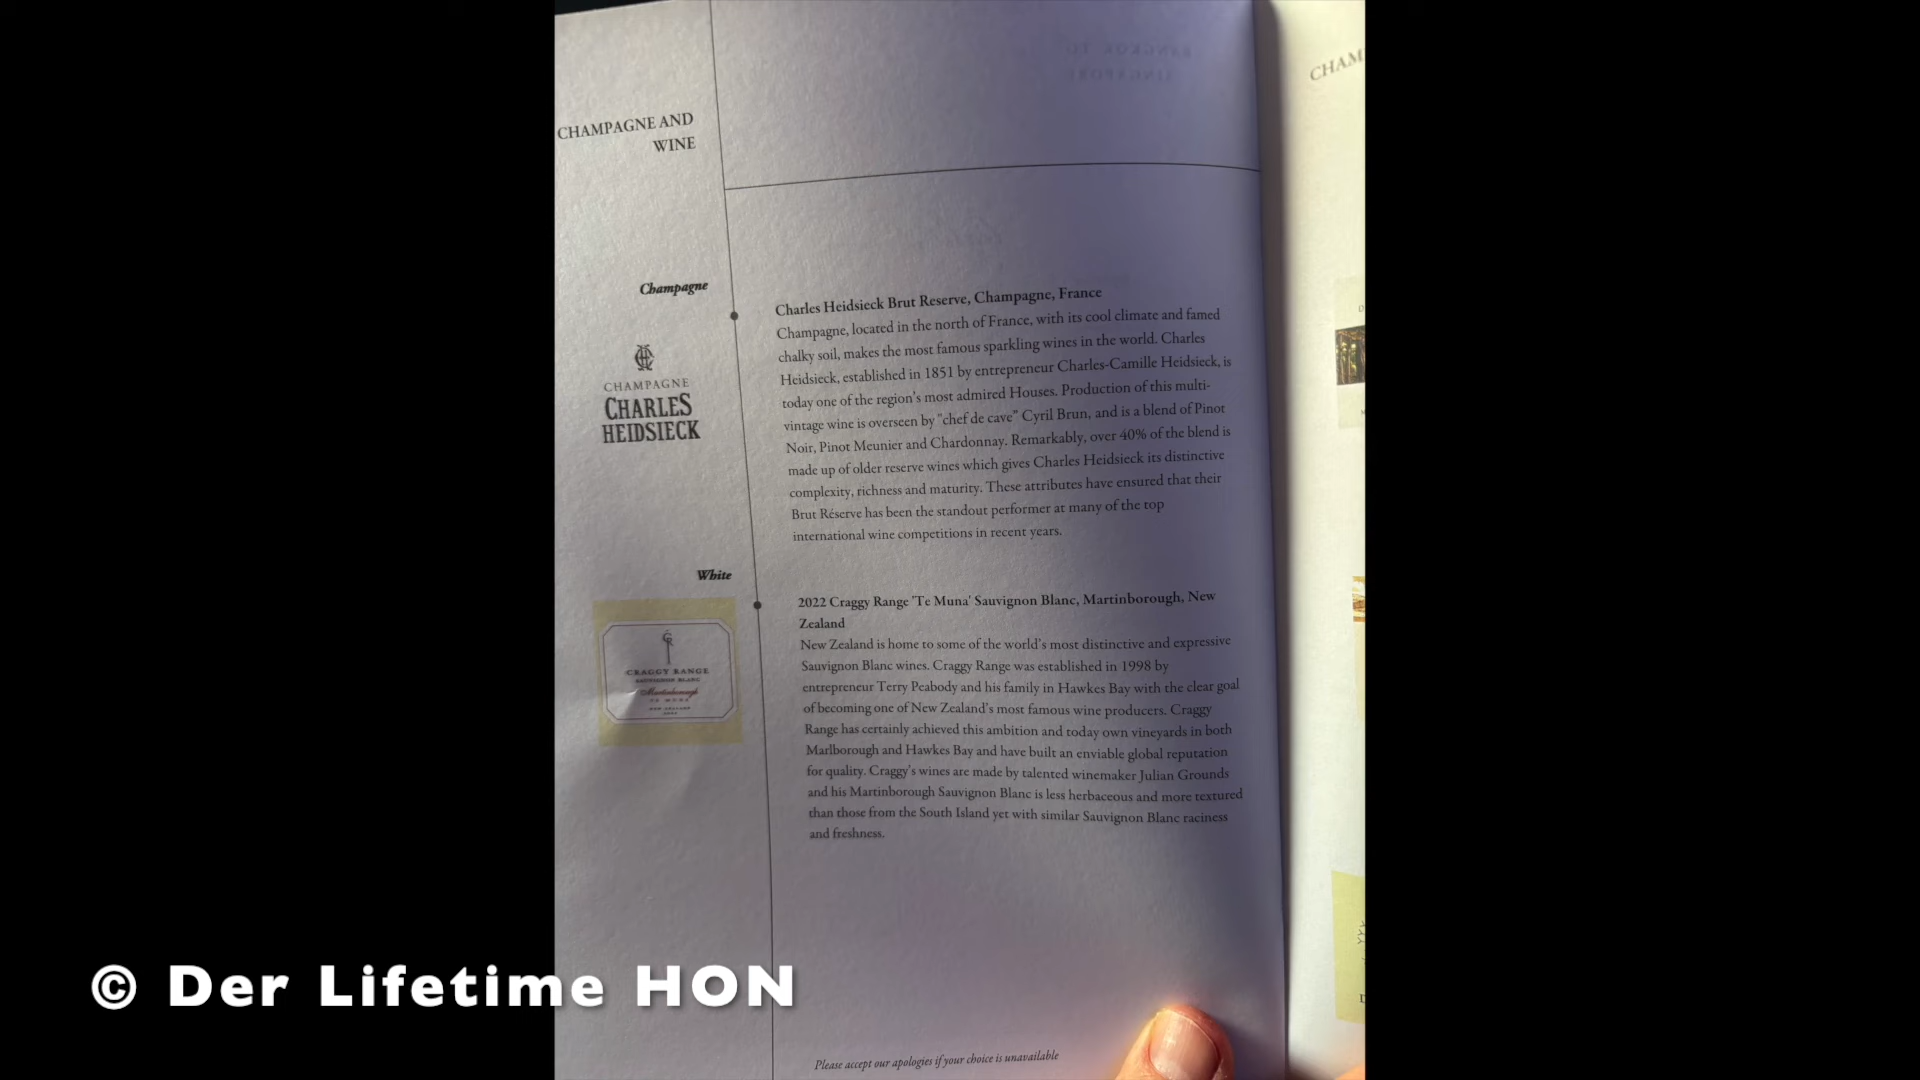 CHAMPAGNE AND
WINE
Champagne
CHAMPAGNE
CHARLES
HEIDSIECK
Charles Heidsieck Brut Reserve, Champagne, France
Champagne, located in the north of France, with its cool climate and famed
chalky soil, makes the most famous sparkling wines in the world. Charles
Heidsieck, established in 1851 by entrepreneur Charles-Camille Heidsieck, is
today one of the region's most admired Houses. Production of this multi-
vintage wine is overseen by "chef de cave" Cyril Brun, and is a blend of Pinot
Noir, Pinot Meunier and Chardonnay. Remarkably, over 40% of the blend is
made up of older reserve wines which gives Charles Heidsieck its distinctive
complexity, richness and maturity. These attributes have ensured that their
Brut Réserve has been the standout performer at many of the top
international wine competitions in recent years.
White
CRAGGY RANGE
SAUVIGNON BLANC
Martinborough
TE MUNA
NEW ZEALAND
2022 Craggy Range 'Te Muna' Sauvignon Blanc, Martinborough, New
Zealand
New Zealand is home to some of the world's most distinctive and expressive
Sauvignon Blanc wines. Craggy Range was established in 1998 by
entrepreneur Terry Peabody and his family in Hawkes Bay with the clear goal
of becoming one of New Zealand's most famous wine producers. Craggy
Range has certainly achieved this ambition and today own vineyards in both
Marlborough and Hawkes Bay and have built an enviable global reputation
for quality. Craggy's wines are made by talented winemaker Julian Grounds
and his Martinborough Sauvignon Blanc is less herbaceous and more textured
than those from the South Island yet with similar Sauvignon Blanc raciness
and freshness.
Please accept our apologies if your choice is unavailable
CHAM
© Der Lifetime HON